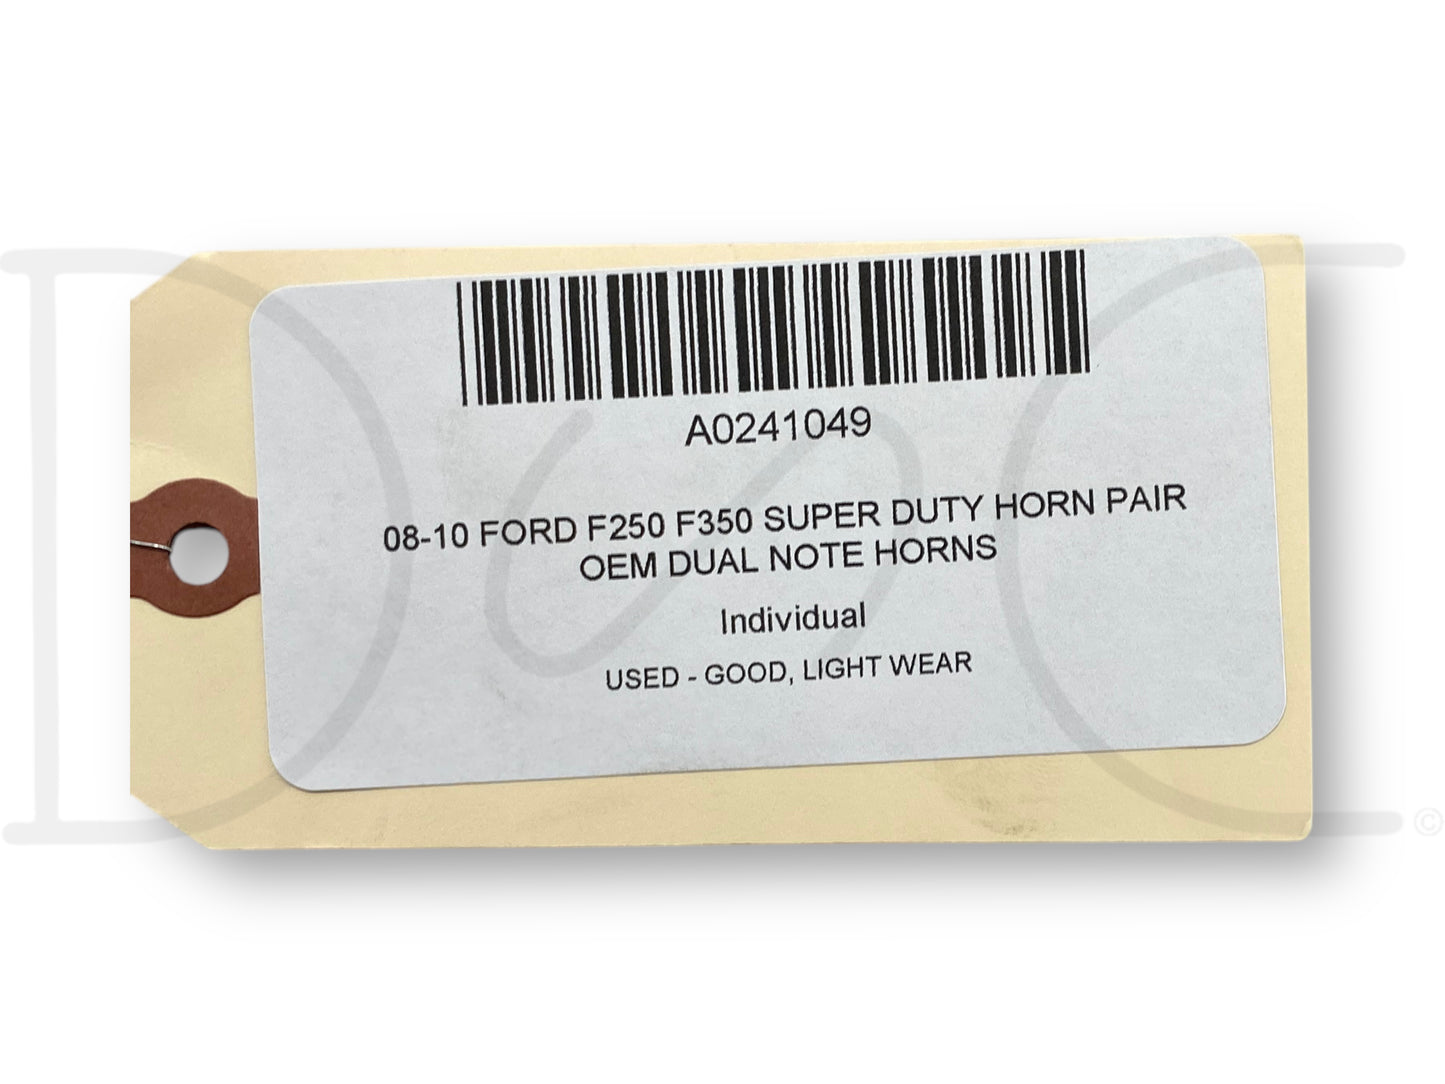 A0241049
08-10 FORD F250 F350 SUPER DUTY HORN PAIR
OEM DUAL NOTE HORNS
Individual
USED - GOOD, LIGHT WEAR
DSC
©